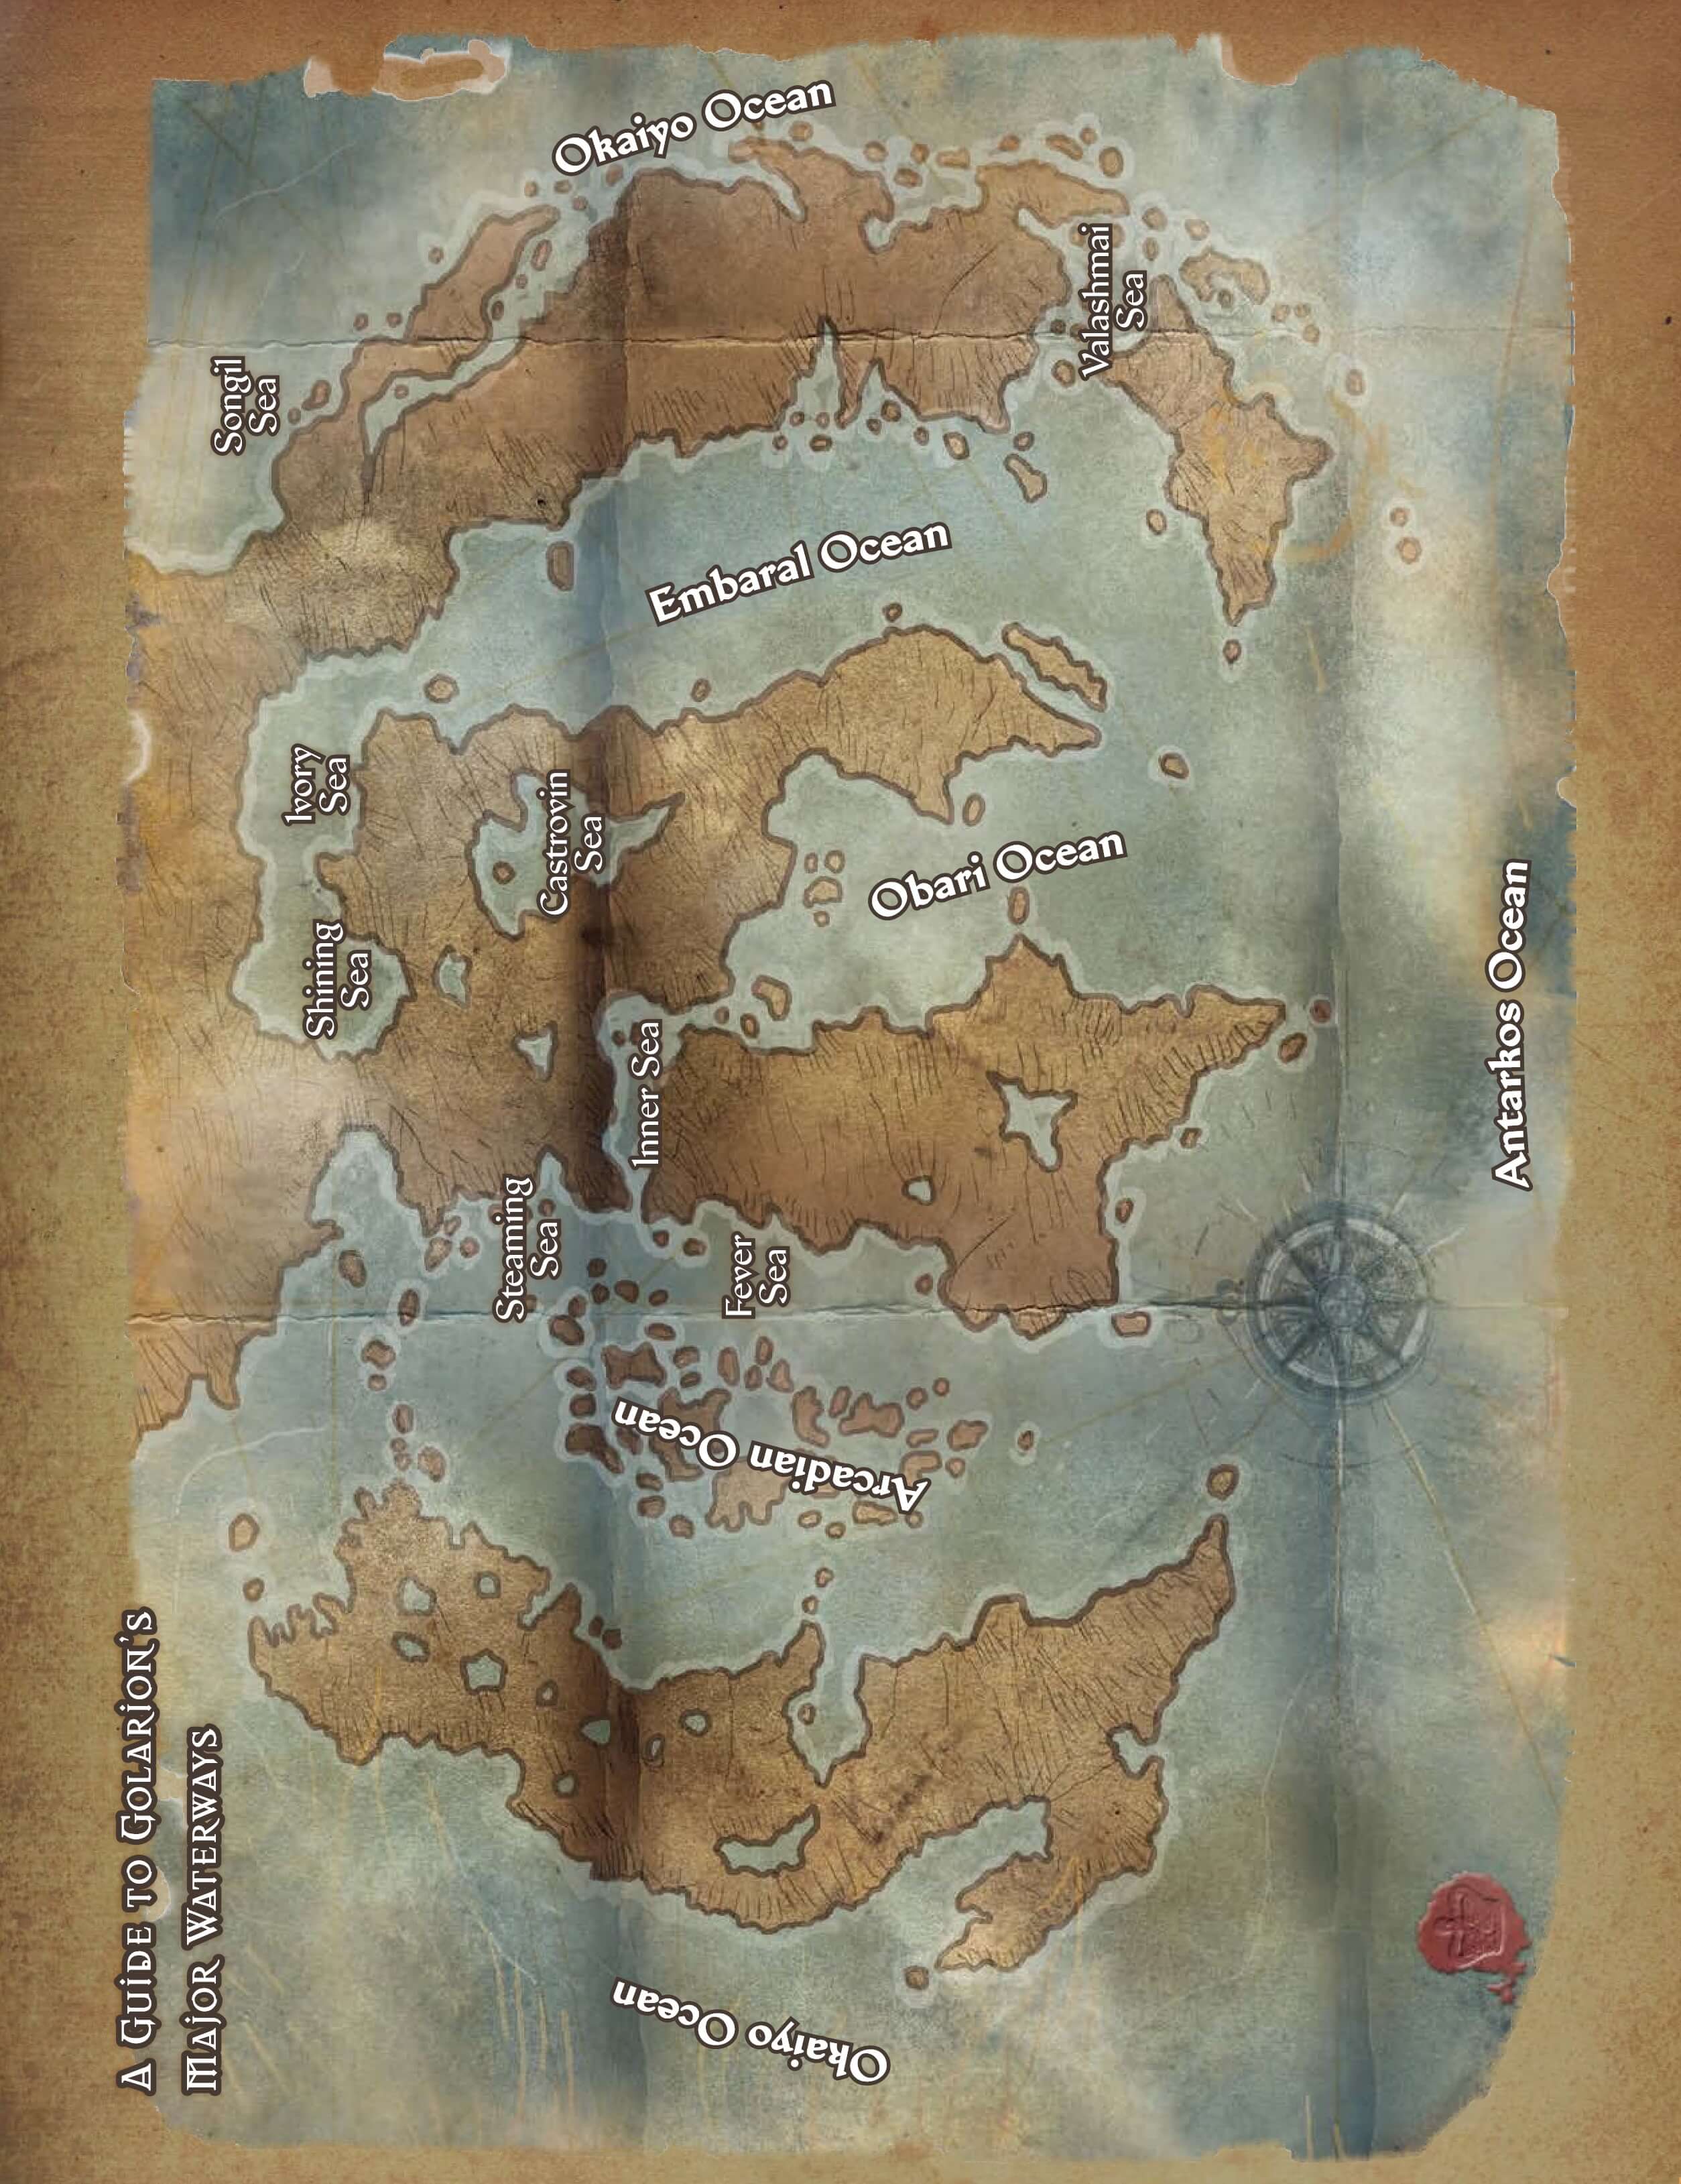 A Guide to Golarion's
Major Waterways
Songil
Sea
Ivory
Sea
Shining
Sea
Steaming
Sea
Castrovin
Sea
Okaiyo Ocean
Inner Sea
Arcadian Ocean
Fever
Sea
Embaral Ocean
Okaiyo Ocean
Obari Ocean
Valashmai
Sea
Antarkos Ocean